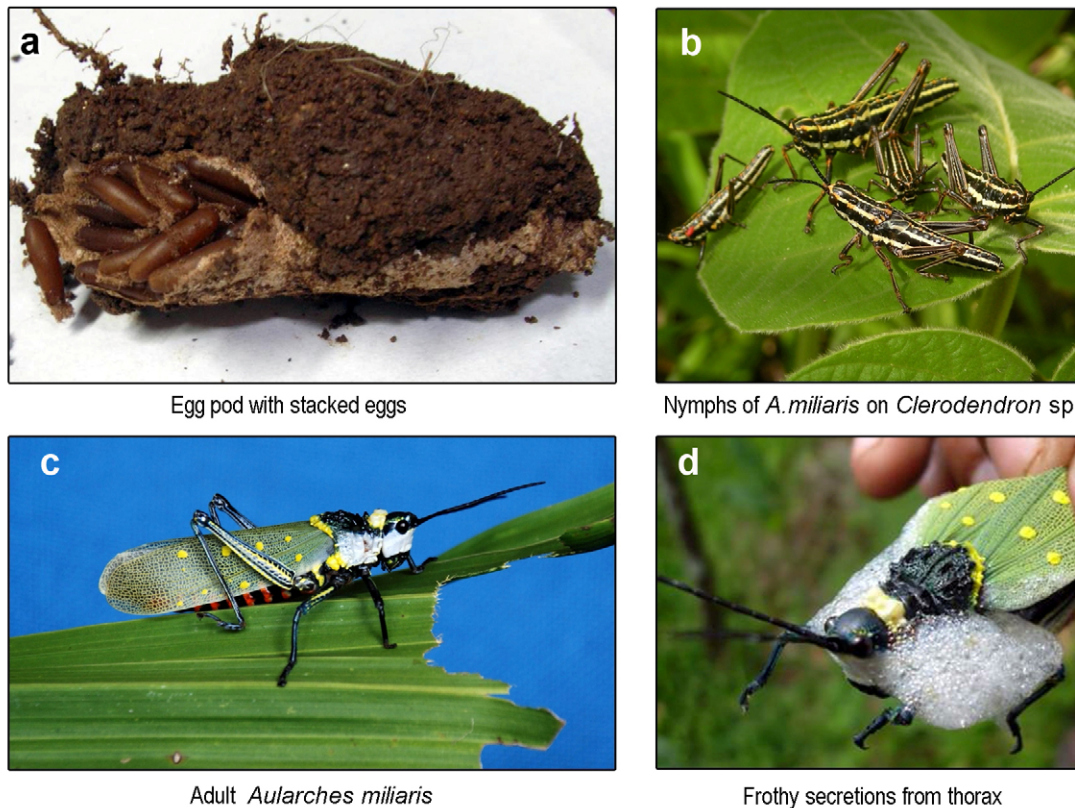 a
Egg pod with stacked eggs
b
Nymphs of A.miliaris on Clerodendron sp
c
Adult Aularches miliaris
d
Frothy secretions from thorax